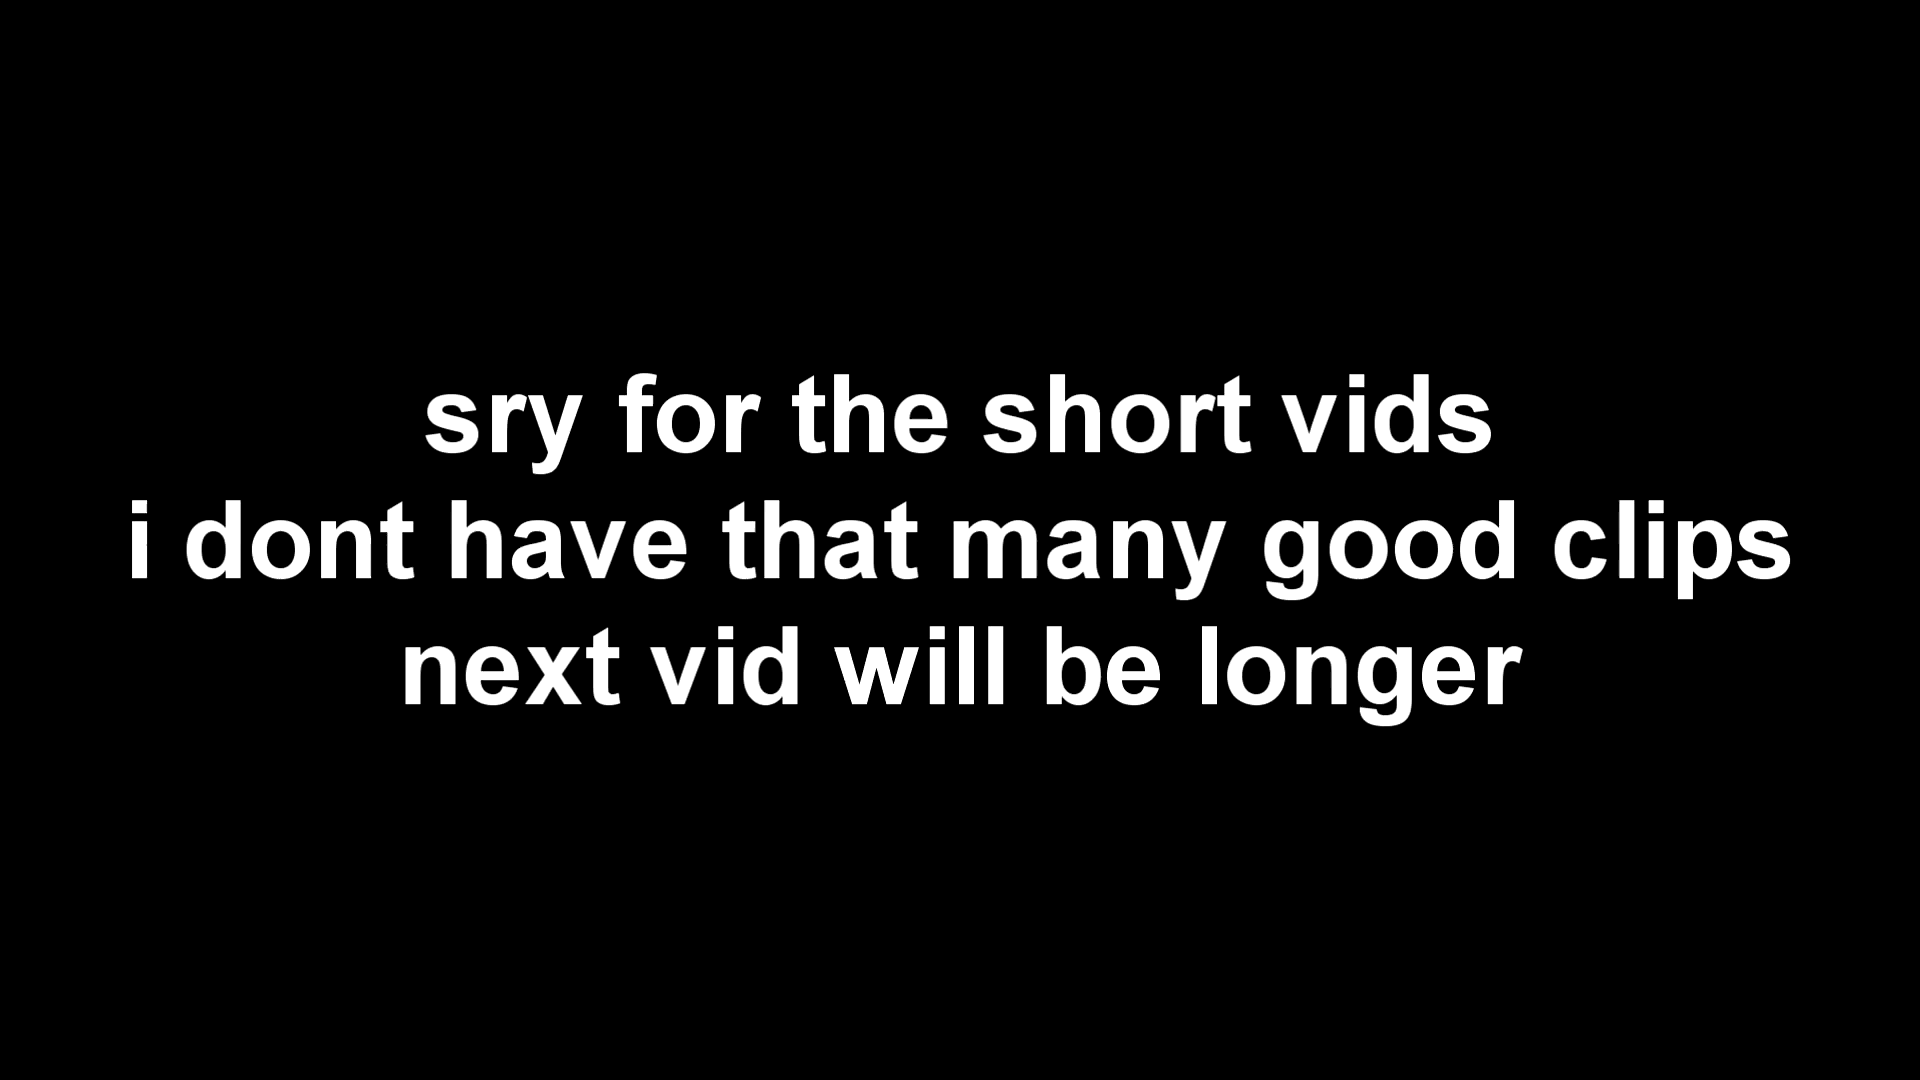 sry for the short vids
i dont have that many good clips
next vid will be longer